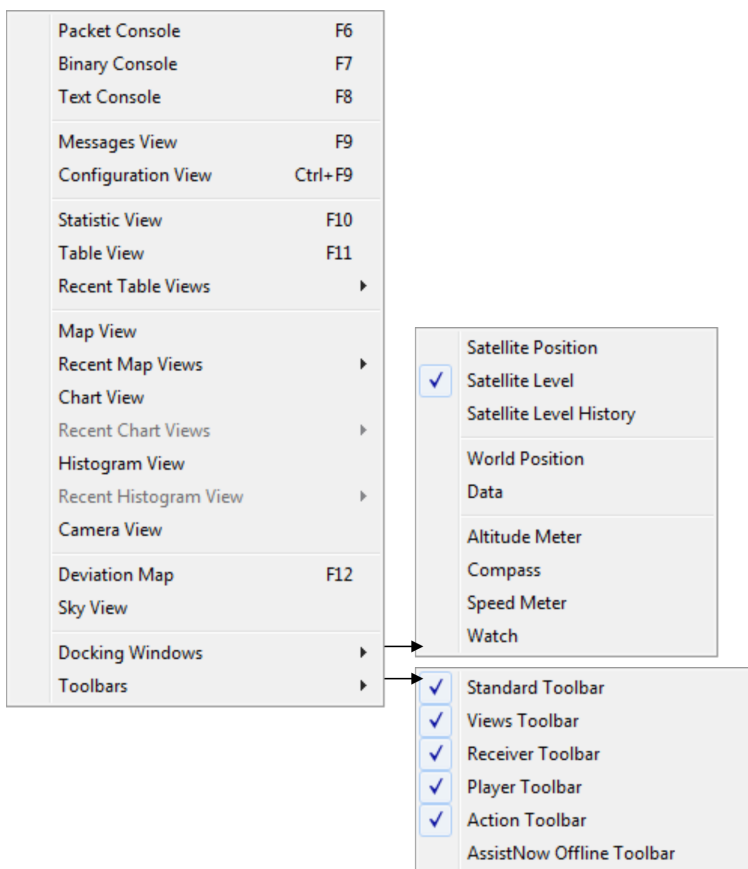 Packet Console F6
Binary Console F7
Text Console F8
Messages View F9
Configuration View Ctrl+F9
Statistic View F10
Table View F11
Recent Table Views
Map View
Recent Map Views
Chart View
Recent Chart Views
Histogram View
Recent Histogram View
Camera View
Deviation Map F12
Sky View
Docking Windows
Toolbars
Satellite Position
Satellite Level
Satellite Level History
World Position
Data
Altitude Meter
Compass
Speed Meter
Watch
Standard Toolbar
Views Toolbar
Receiver Toolbar
Player Toolbar
Action Toolbar
AssistNow Offline Toolbar